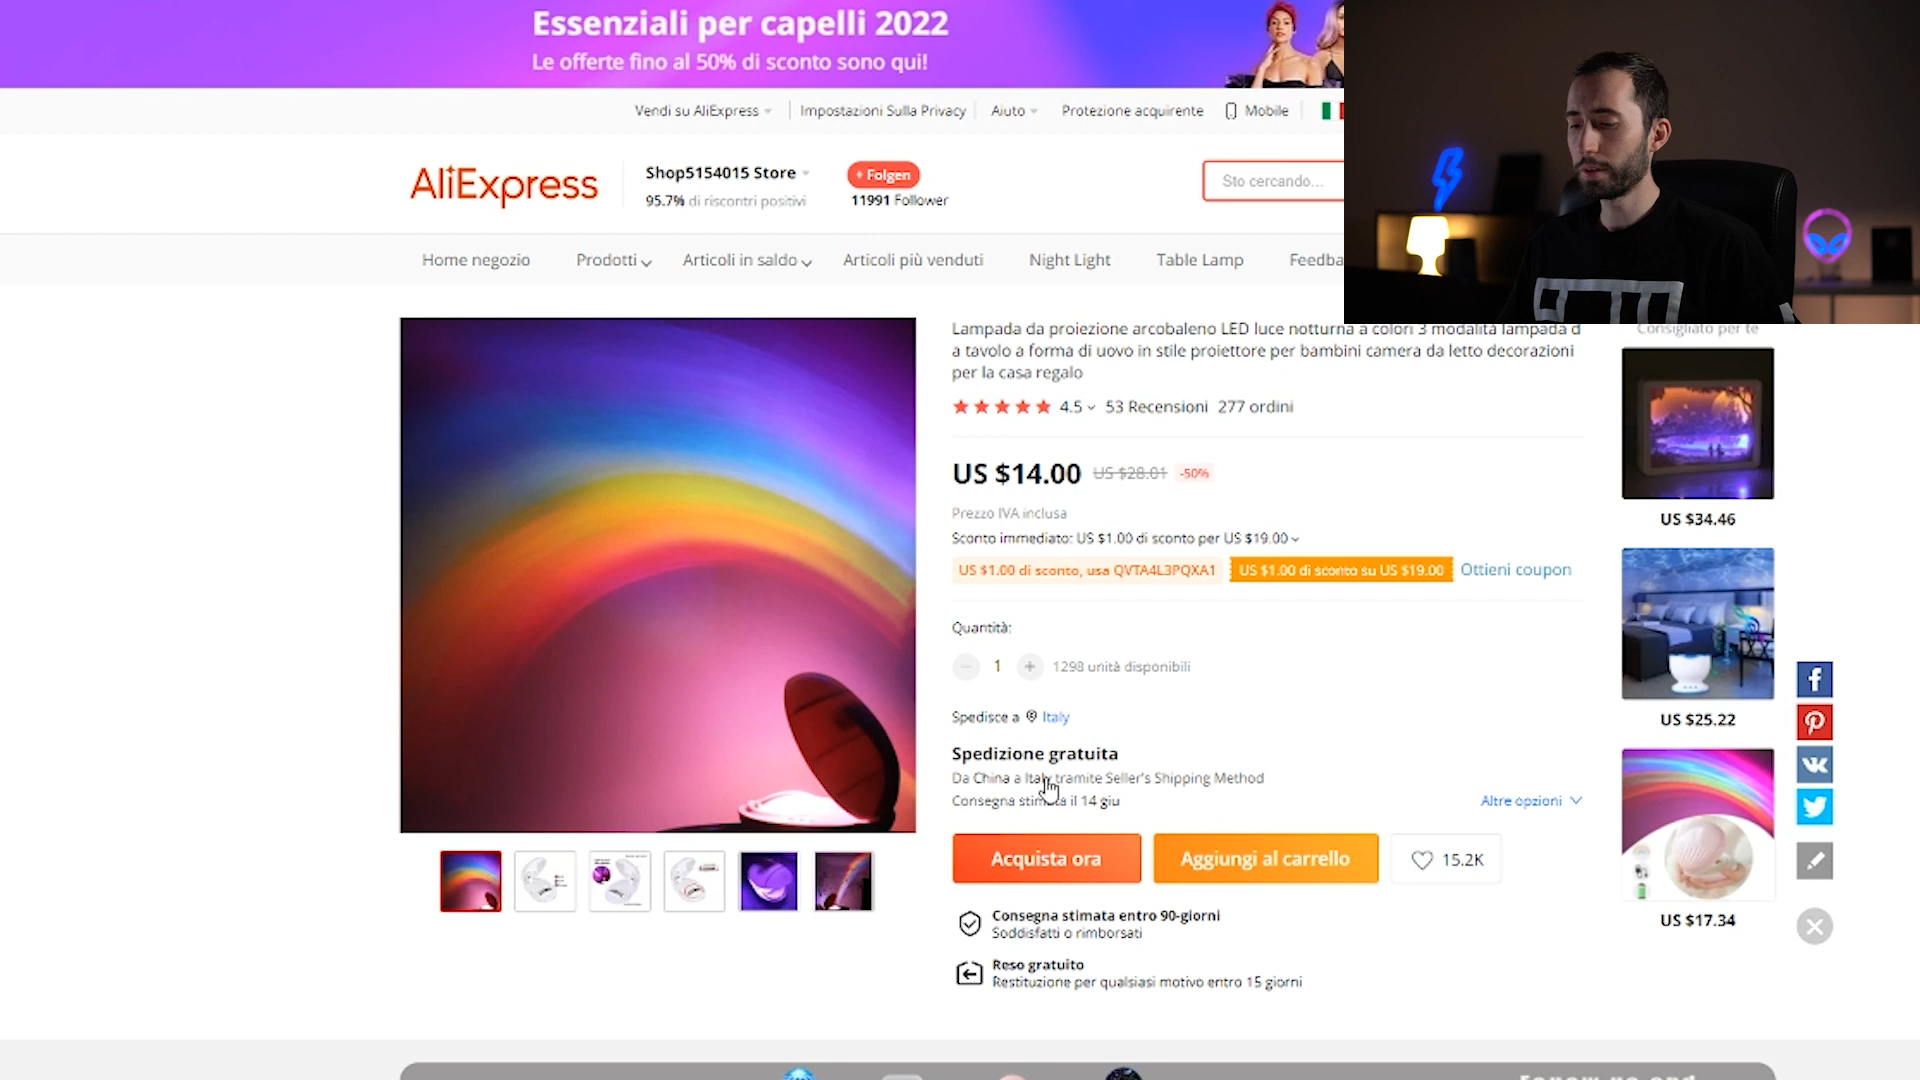 Essenziali per capelli 2022
Le offerte fino al 50% di sconto sono qui!
Vendi su AliExpress
Impostazioni Sulla Privacy
Aiuto
Protezione acquirente
Mobile
AliExpress
Shop5154015 Store
95.7% di riscontri positivi
+ Folgen
11991 Follower
Sto cercando...
Home negozio
Prodotti
Articoli in saldo
Articoli più venduti
Night Light
Table Lamp
Feedba
Lampada da proiezione arcobaleno LED luce notturna a colori 3 modalità lampada d
a tavolo a forma di uovo in stile proiettore per bambini camera da letto decorazioni
per la casa regalo
4.5
53 Recensioni
277 ordini
US $14.00
US $28.01
-50%
Prezzo IVA inclusa
Sconto immediato: US $1.00 di sconto per US $19.00
US $1.00 di sconto, usa QVTA4L3PQXA1
US $1.00 di sconto su US $19.00
Ottieni coupon
Quantità:
1
1298 unità disponibili
Spedisce a
Italy
Spedizione gratuita
Da China a Italy tramite Seller's Shipping Method
Consegna stimata il 14 giu
Altre opzioni
Acquista ora
Aggiungi al carrello
15.2K
Consegna stimata entro 90-giorni
Soddisfatti o rimborsati
Reso gratuito
Restituzione per qualsiasi motivo entro 15 giorni
Consigliato per te
US $34.46
US $25.22
US $17.34